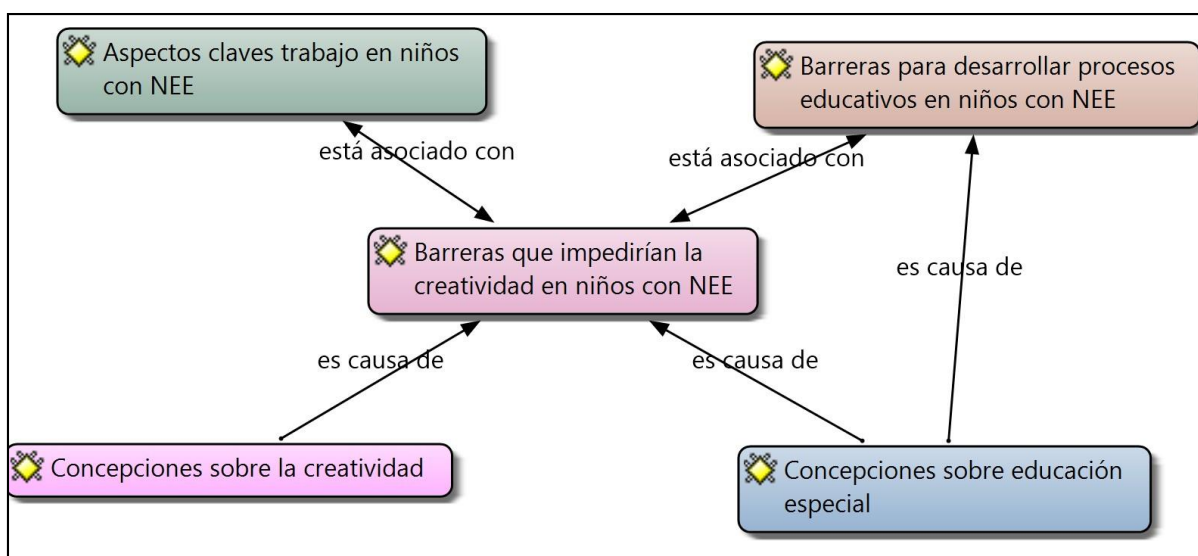 Aspectos claves trabajo en niños
con NEE
Barreras para desarrollar procesos
educativos en niños con NEE
está asociado con
está asociado con
Barreras que impedirían la
creatividad en niños con NEE
es causa de
es causa de
es causa de
Concepciones sobre la creatividad
Concepciones sobre educación
especial